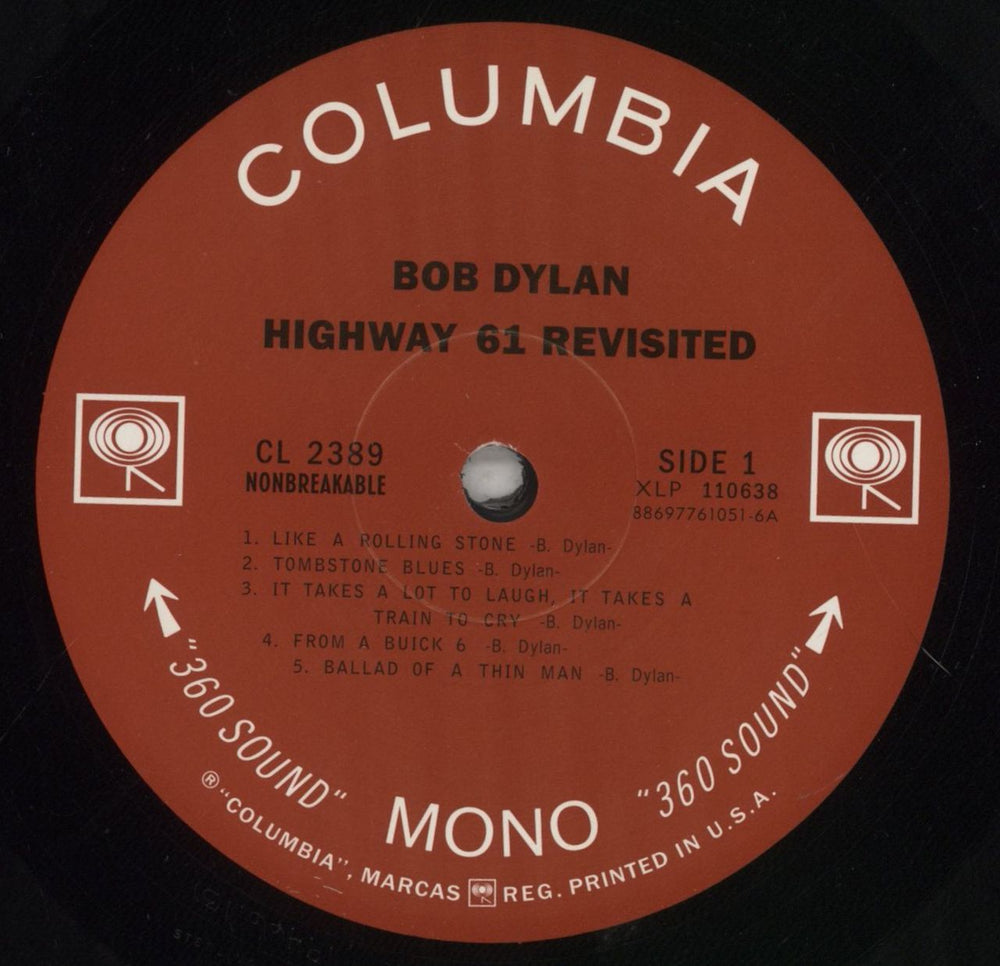 COLUMBIA
BOB DYLAN
HIGHWAY 61 REVISITED
CL 2389
NONBREAKABLE
SIDE 1
XLP 110638
88697761051-6A
1. LIKE A ROLLING STONE -B. Dylan-
2. TOMBSTONE BLUES -B. Dylan-
3. IT TAKES A LOT TO LAUGH, IT TAKES A
TRAIN TO CRY -B. Dylan-
4. FROM A BUICK 6 -B. Dylan-
5. BALLAD OF A THIN MAN -B. Dylan-
"360 SOUND"
MONO
"360 SOUND"
® "COLUMBIA", MARCAS REG. PRINTED IN U.S.A.